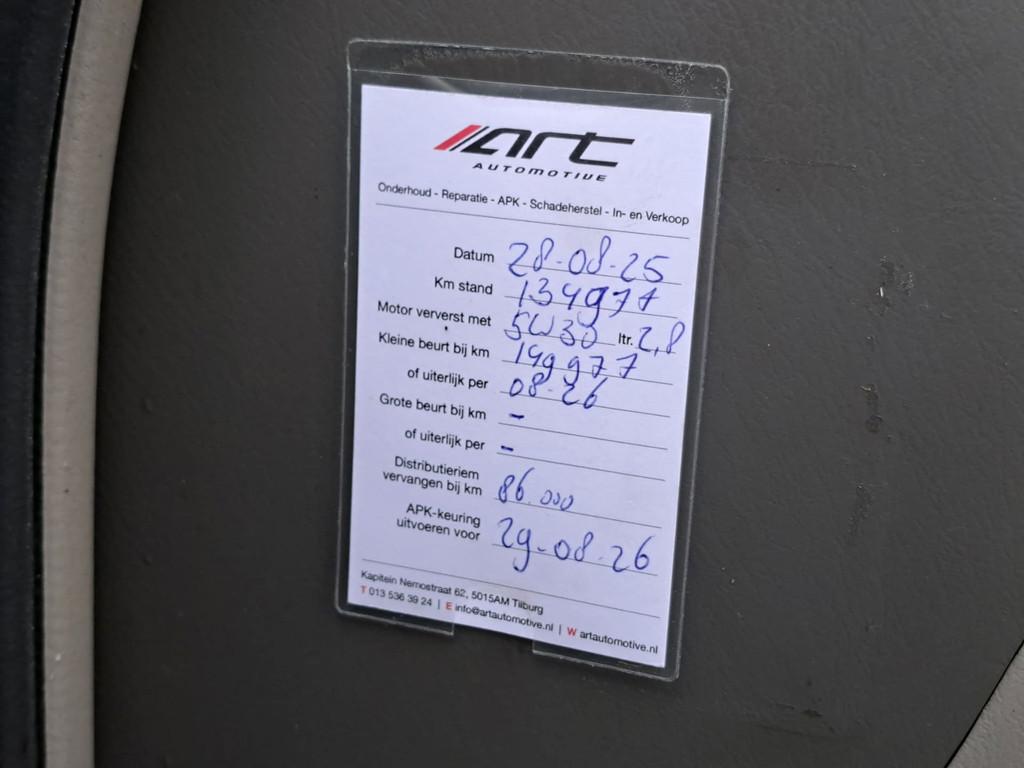 art
AUTOMOTIVE
Onderhoud - Reparatie - APK - Schadeherstel - In- en Verkoop
Datum 28-08-25
Km stand 134977
Motor ververst met 5W30 ltr. 2,8
Kleine beurt bij km 149977
of uiterlijk per 08-26
Grote beurt bij km -
of uiterlijk per -
Distributieriem
vervangen bij km 86.000
APK-keuring
uitvoeren voor 29-08-26
Kapitein Nemostraat 62, 5015AM Tilburg
T 013 536 39 24 | E info@artautomotive.nl | W artautomotive.nl